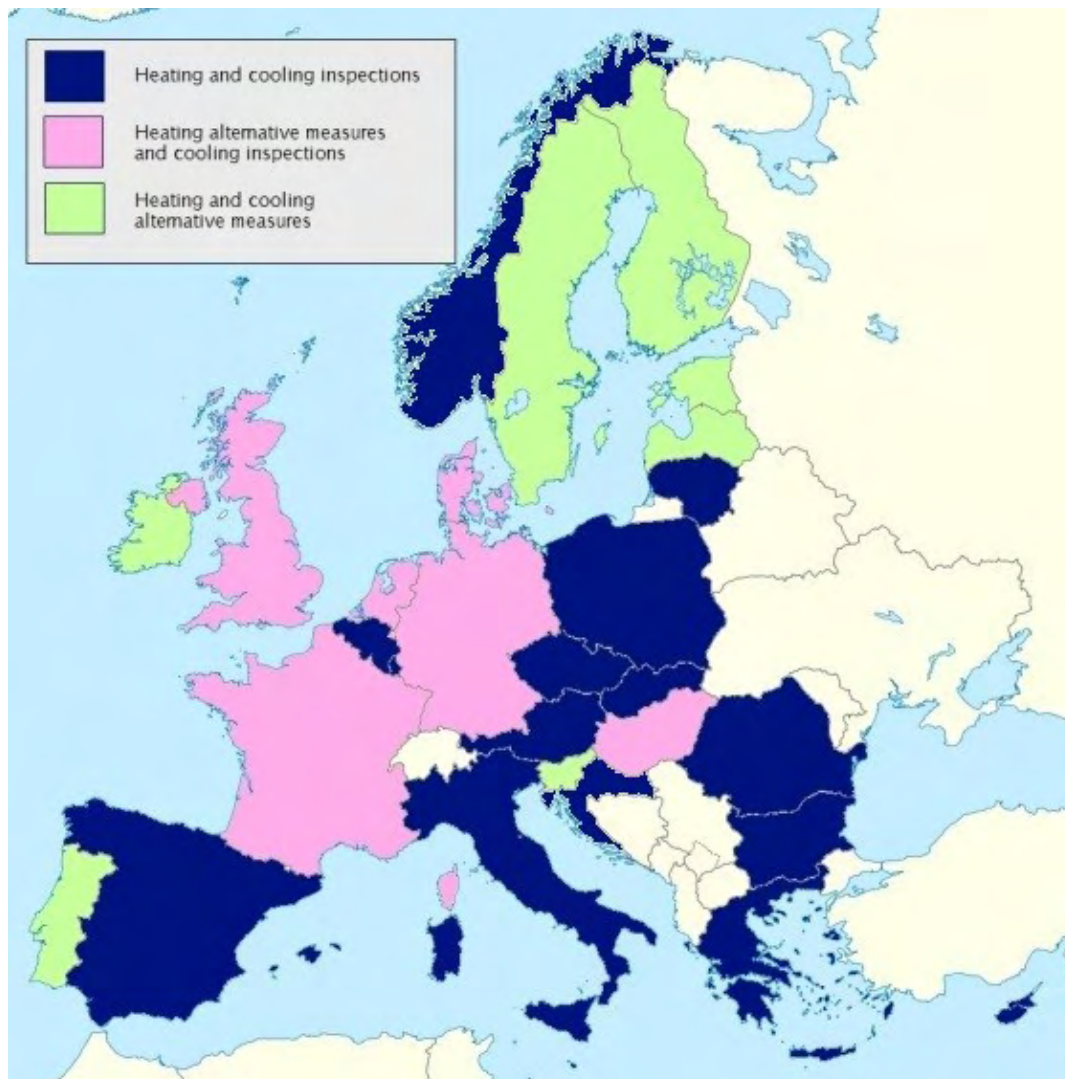 Heating and cooling inspections
Heating alternative measures
and cooling inspections
Heating and cooling
alternative measures